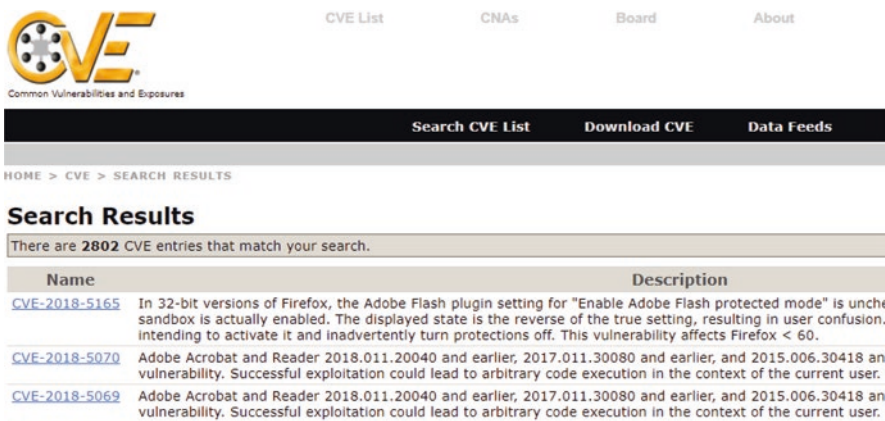 CVE List CNAs Board About
CVE
Common Vulnerabilities and Exposures
Search CVE List Download CVE Data Feeds
HOME > CVE > SEARCH RESULTS
Search Results
There are 2802 CVE entries that match your search.
Name Description
CVE-2018-5165 In 32-bit versions of Firefox, the Adobe Flash plugin setting for "Enable Adobe Flash protected mode" is unche
sandbox is actually enabled. The displayed state is the reverse of the true setting, resulting in user confusion.
intending to activate it and inadvertently turn protections off. This vulnerability affects Firefox < 60.
CVE-2018-5070 Adobe Acrobat and Reader 2018.011.20040 and earlier, 2017.011.30080 and earlier, and 2015.006.30418 an
vulnerability. Successful exploitation could lead to arbitrary code execution in the context of the current user.
CVE-2018-5069 Adobe Acrobat and Reader 2018.011.20040 and earlier, 2017.011.30080 and earlier, and 2015.006.30418 an
vulnerability. Successful exploitation could lead to arbitrary code execution in the context of the current user.